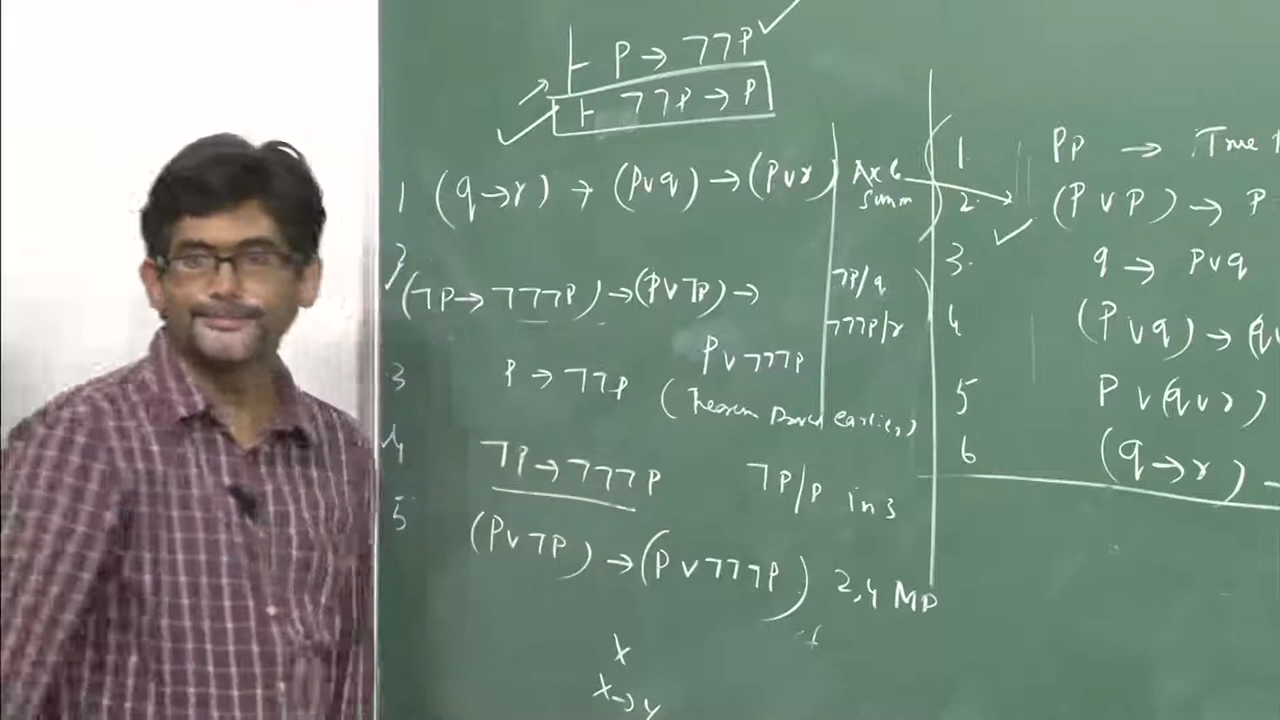 ⊢ P → ¬¬P ✓
⊢ ¬¬P → P
1 (q→r) → (P∨q) → (P∨r) Ax 6
Summ
2 (¬P → ¬¬¬P) → (P∨¬P) → ¬P/q
¬¬¬P/r
P∨¬¬¬P
3 P → ¬¬P (Theorem Proved earlier)
4 ¬P → ¬¬¬P ¬P/P in 3
5 (P∨¬P) → (P∨¬¬¬P) 2,4 MP
X
X→Y
1. PP → True
2. (P∨P) → P
3. q → P∨q
4 (P∨q) → (q∨
5 P∨(q∨r)
6 (q→r) →